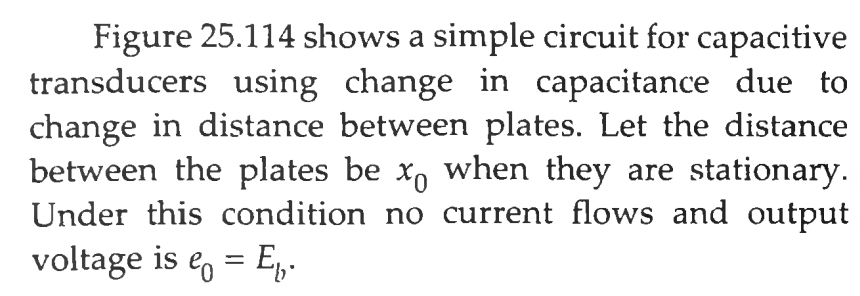 Figure 25.114 shows a simple circuit for capacitive
transducers using change in capacitance due to
change in distance between plates. Let the distance
between the plates be x₀ when they are stationary.
Under this condition no current flows and output
voltage is e₀ = E_b.